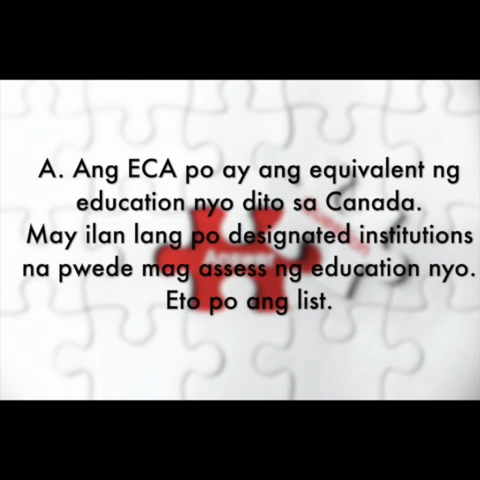 A. Ang ECA po ay ang equivalent ng
education nyo dito sa Canada.
May ilan lang po designated institutions
na pwede mag assess ng education nyo.
Eto po ang list.
Answer